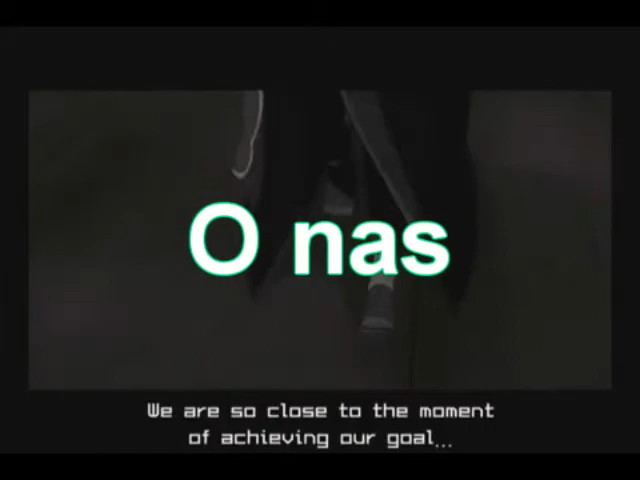 O nas
We are so close to the moment
of achieving our goal...